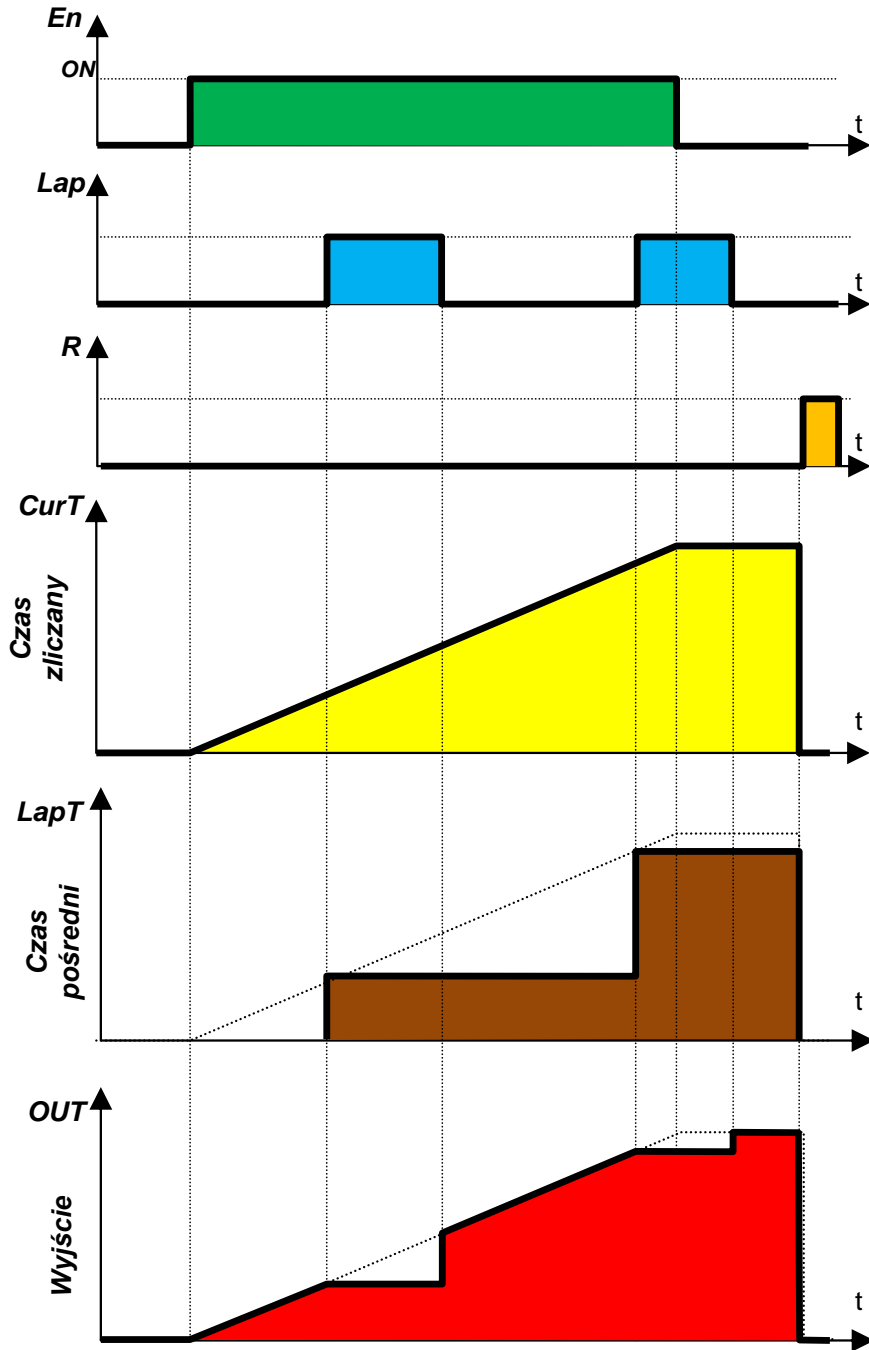 En
ON
t
Lap
t
R
t
CurT
Czas
zliczany
t
LapT
Czas
pośredni
t
OUT
Wyjście
t